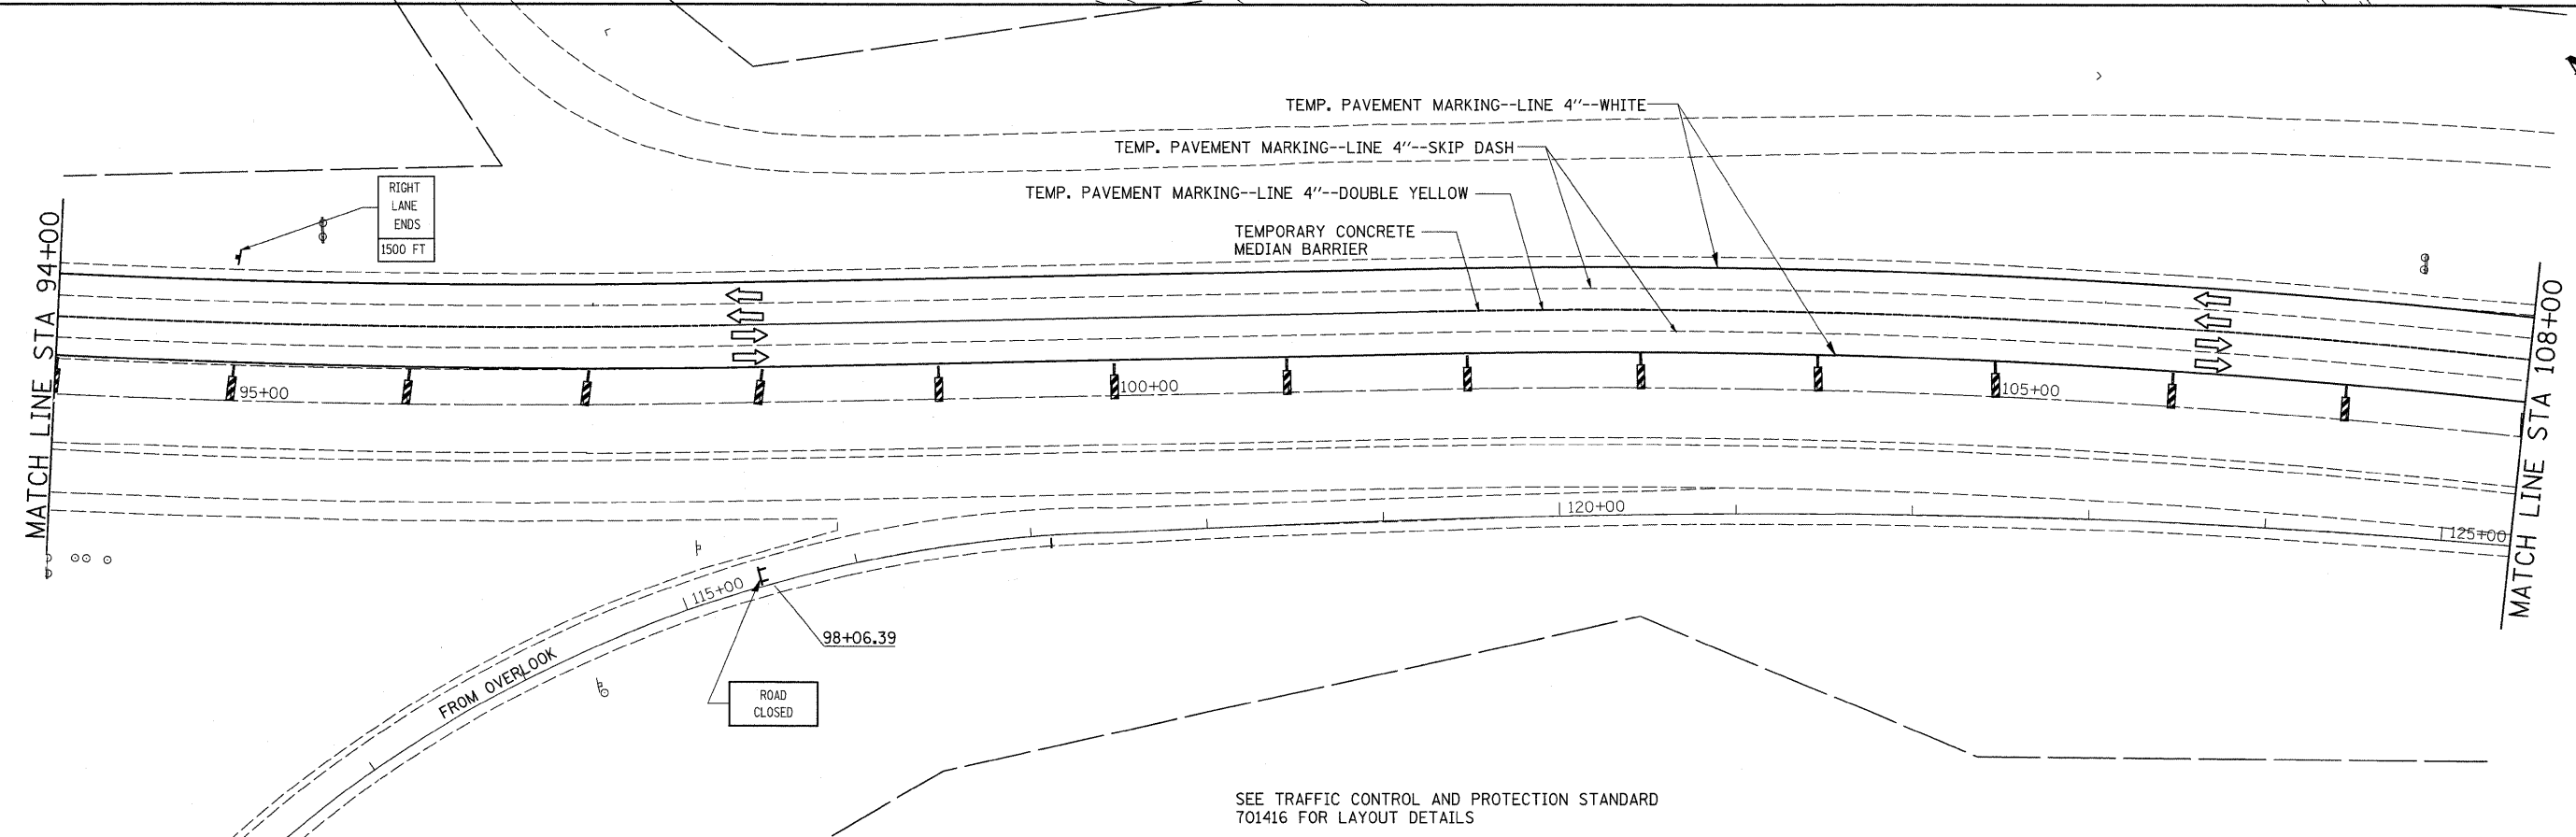 TEMP. PAVEMENT MARKING--LINE 4''--WHITE
TEMP. PAVEMENT MARKING--LINE 4''--SKIP DASH
TEMP. PAVEMENT MARKING--LINE 4''--DOUBLE YELLOW
TEMPORARY CONCRETE
MEDIAN BARRIER
RIGHT
LANE
ENDS
1500 FT
MATCH LINE STA 94+00
MATCH LINE STA 108+00
95+00
100+00
105+00
115+00
120+00
125+00
98+06.39
FROM OVERLOOK
ROAD
CLOSED
SEE TRAFFIC CONTROL AND PROTECTION STANDARD
701416 FOR LAYOUT DETAILS